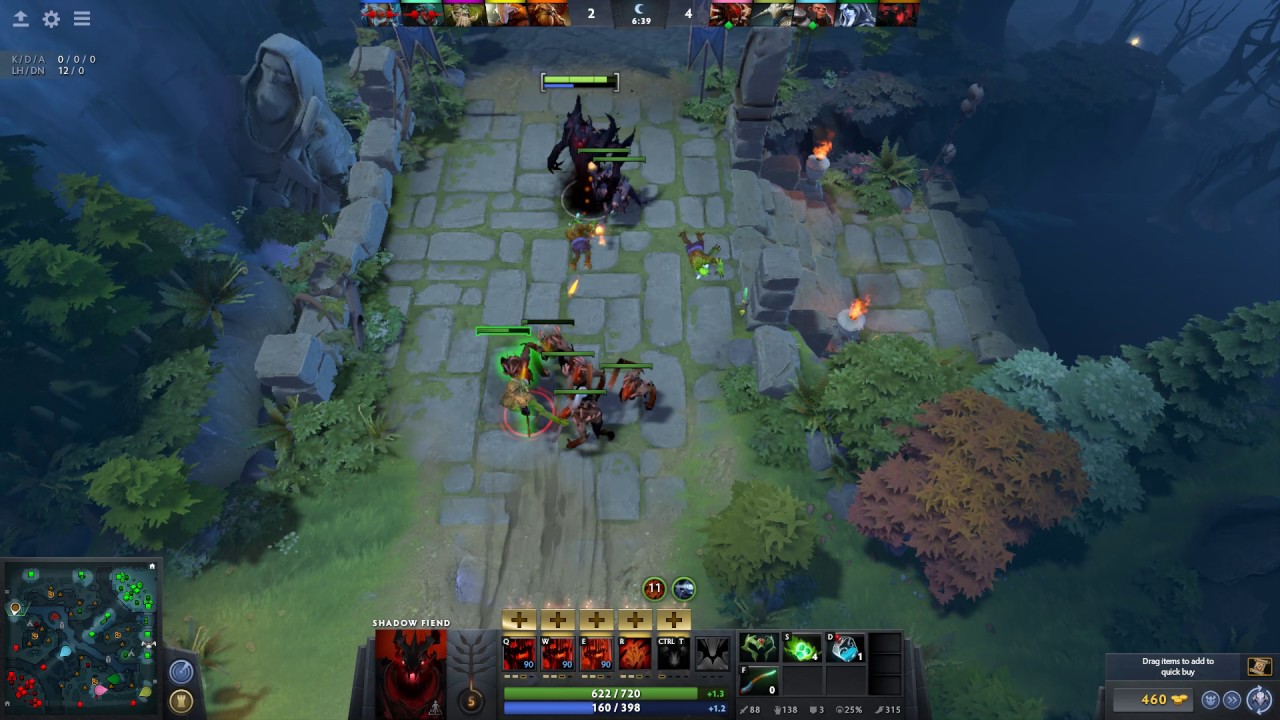 2 6:39 4
K/D/A 0/0/0
LH/DN 12/0
11
SHADOW FIEND
Q W E R CTRL T
90 90 90
S 4 D 1
F 0
5
622 / 720 +1.3
160 / 398 +1.2
88 138 3 25% 315
Drag items to add to
quick buy
460